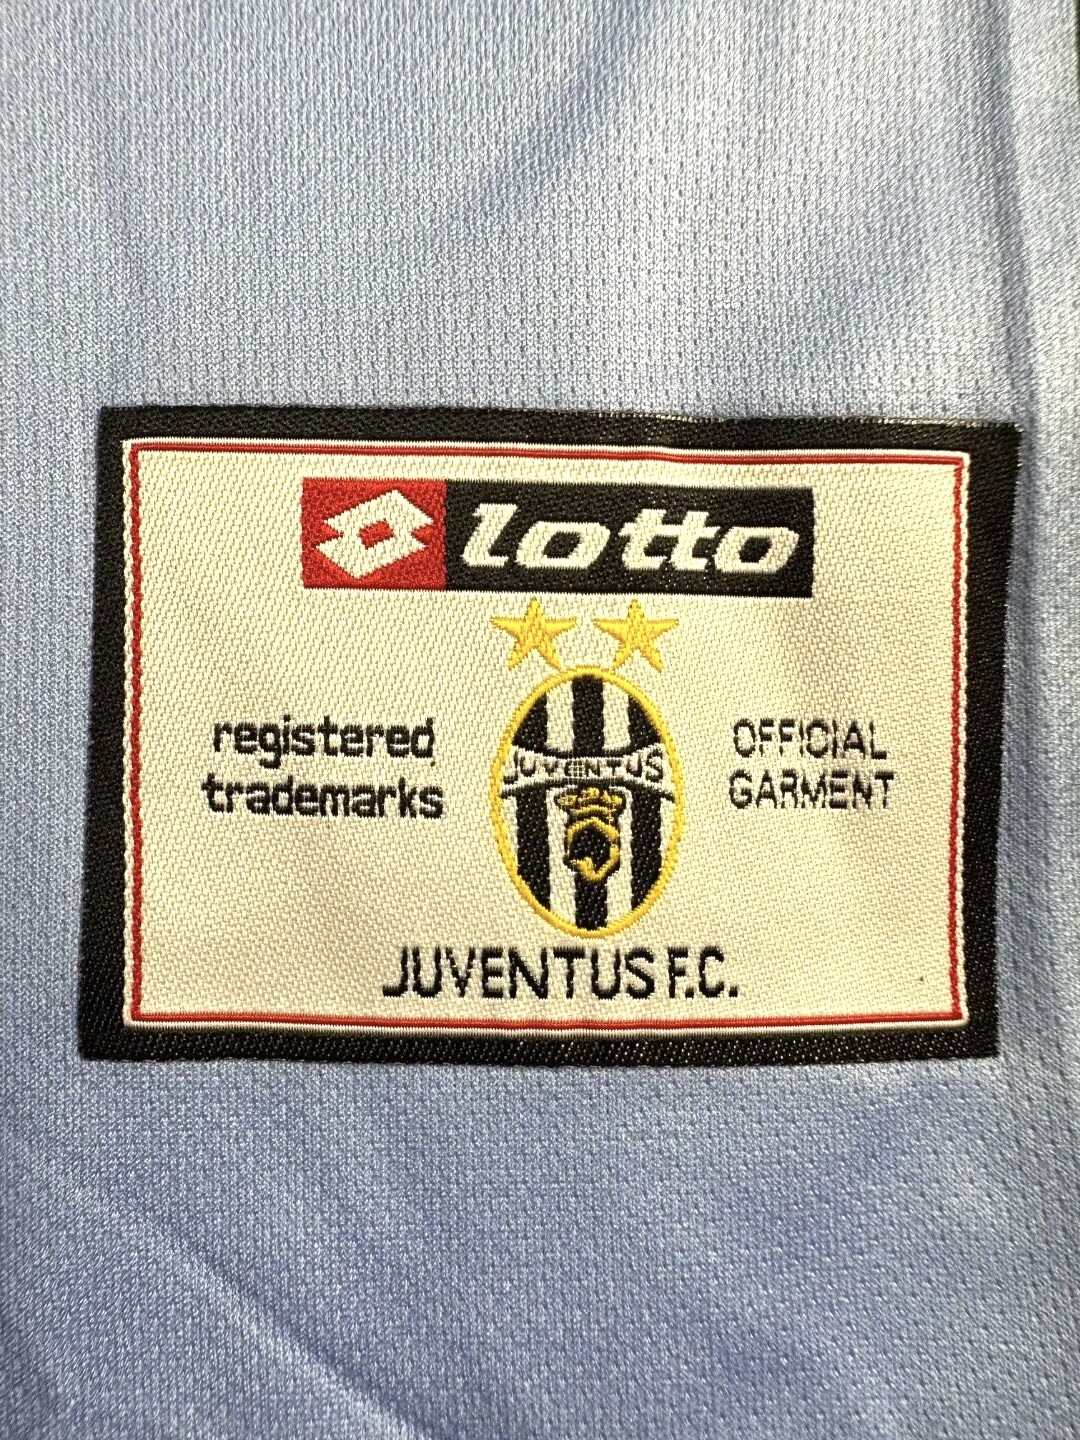 lotto
registered
trademarks
JUVENTUS
OFFICIAL
GARMENT
JUVENTUS F.C.